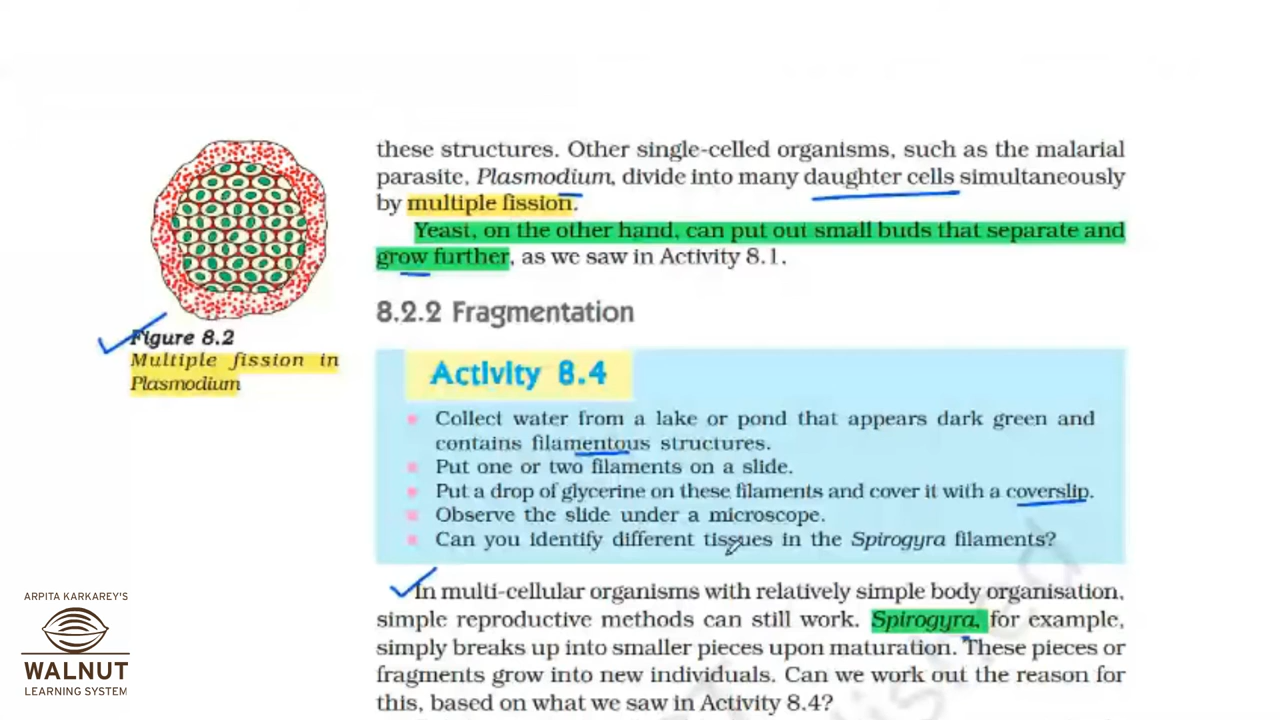 these structures. Other single-celled organisms, such as the malarial
parasite, Plasmodium, divide into many daughter cells simultaneously
by multiple fission.
Yeast, on the other hand, can put out small buds that separate and
grow further, as we saw in Activity 8.1.
Figure 8.2
Multiple fission in
Plasmodium
8.2.2 Fragmentation
Activity 8.4
Collect water from a lake or pond that appears dark green and
contains filamentous structures.
Put one or two filaments on a slide.
Put a drop of glycerine on these filaments and cover it with a coverslip.
Observe the slide under a microscope.
Can you identify different tissues in the Spirogyra filaments?
In multi-cellular organisms with relatively simple body organisation,
simple reproductive methods can still work. Spirogyra, for example,
simply breaks up into smaller pieces upon maturation. These pieces or
fragments grow into new individuals. Can we work out the reason for
this, based on what we saw in Activity 8.4?
ARPITA KARKAREY'S
WALNUT
LEARNING SYSTEM